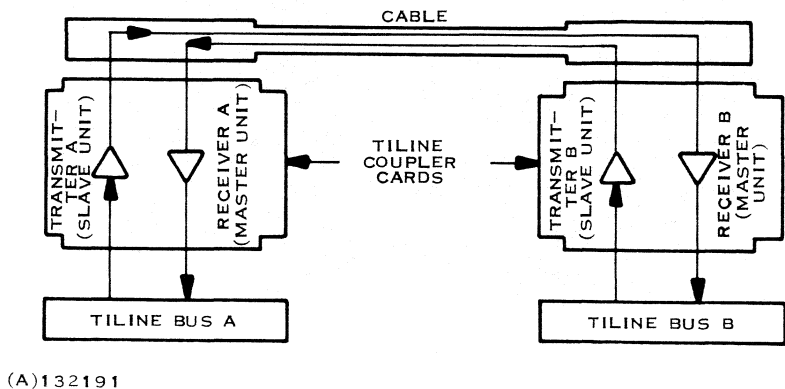 CABLE
TRANSMIT-
TER A
(SLAVE UNIT)
RECEIVER A
(MASTER UNIT)
TILINE
COUPLER
CARDS
TRANSMIT-
TER B
(SLAVE UNIT)
RECEIVER B
(MASTER
UNIT)
TILINE BUS A
TILINE BUS B
(A)132191